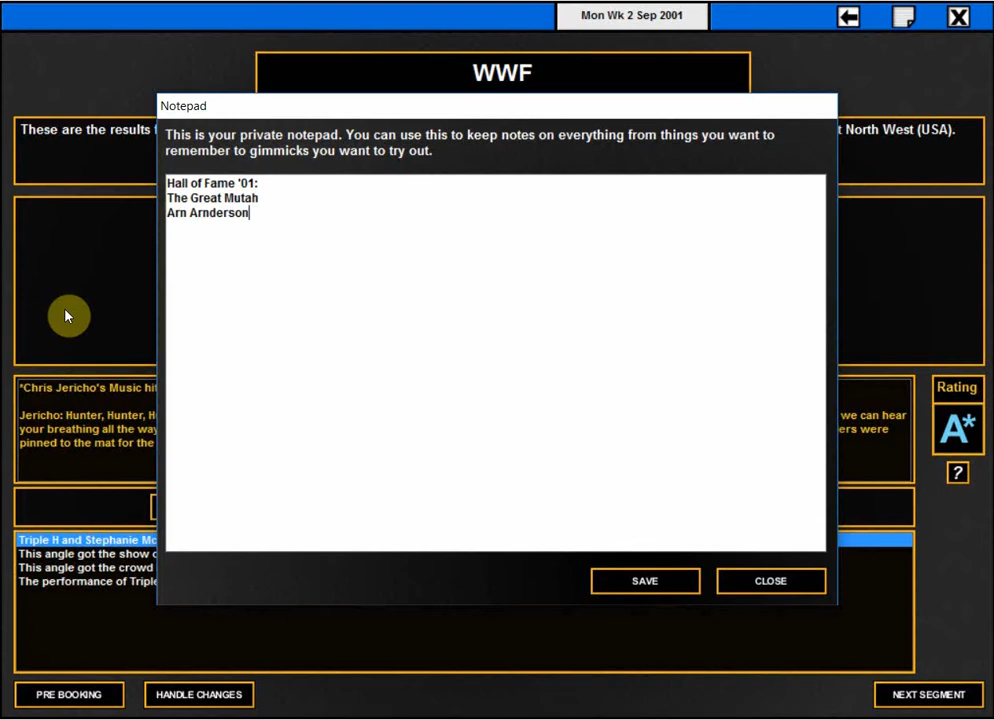 Mon Wk 2 Sep 2001
X
WWF
Notepad
These are the results
t North West (USA).
This is your private notepad. You can use this to keep notes on everything from things you want to
remember to gimmicks you want to try out.
Hall of Fame '01:
The Great Mutah
Arn Arnderson
*Chris Jericho's Music hi
Rating
Jericho: Hunter, Hunter, H
we can hear
your breathing all the way
ers were
pinned to the mat for the
A*
?
Triple H and Stephanie Mc
This angle got the show
This angle got the crowd
The performance of Triple
SAVE
CLOSE
PRE BOOKING
HANDLE CHANGES
NEXT SEGMENT